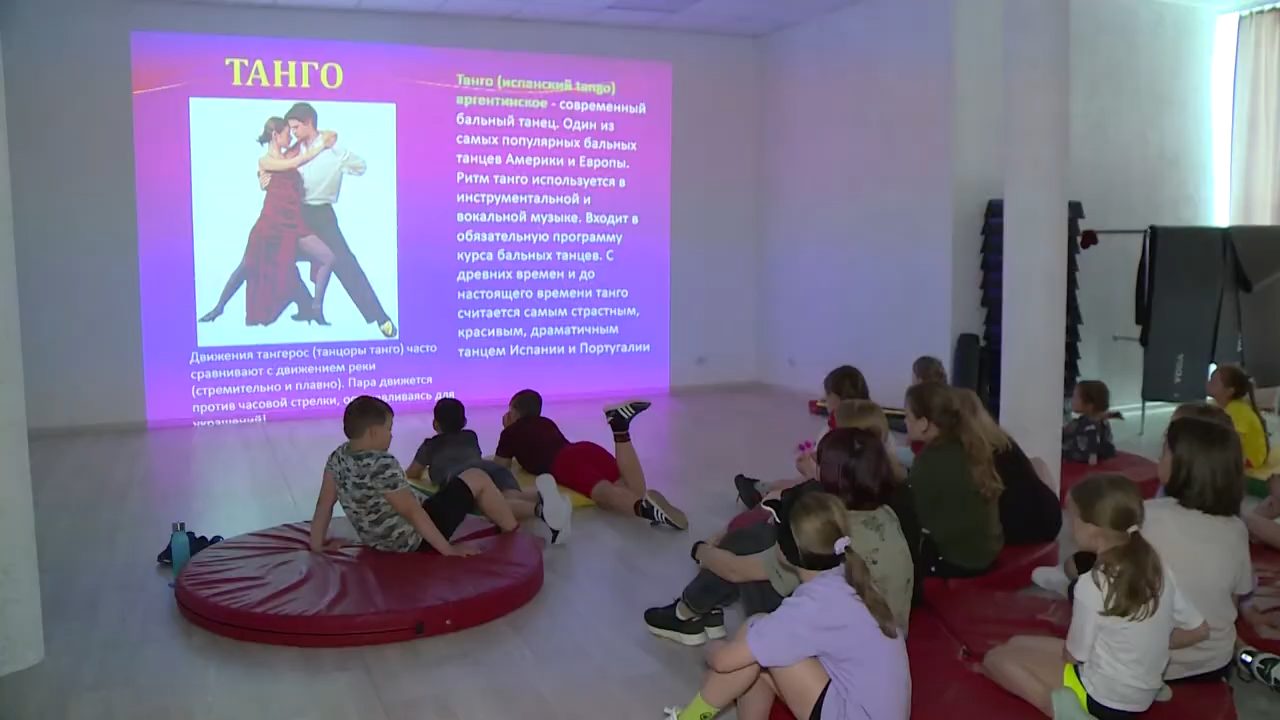 ТАНГО
Танго (испанский tango)
аргентинское - современный
бальный танец. Один из
самых популярных бальных
танцев Америки и Европы.
Ритм танго используется в
инструментальной и
вокальной музыке. Входит в
обязательную программу
курса бальных танцев. С
древних времен и до
настоящего времени танго
считается самым страстным,
красивым, драматичным
танцем Испании и Португалии
Движения тангерос (танцоры танго) часто
сравнивают с движением реки
(стремительно и плавно). Пара движется
против часовой стрелки, останавливаясь для
украшений!
YOGA